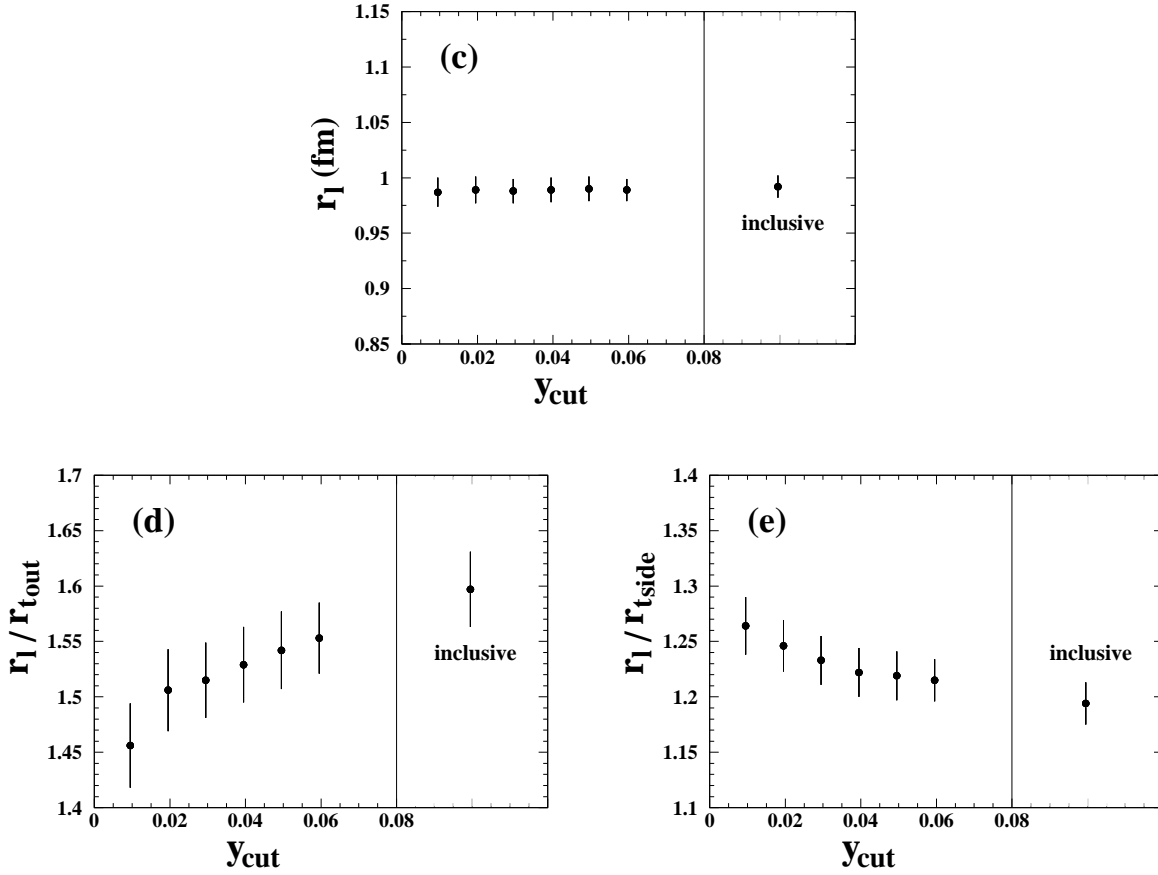 (c)
r_l (fm)
1.15
1.1
1.05
1
0.95
0.9
0.85
inclusive
0 0.02 0.04 0.06 0.08
y_cut
(d)
r_l / r_t_out
1.7
1.65
1.6
1.55
1.5
1.45
1.4
inclusive
0 0.02 0.04 0.06 0.08
y_cut
(e)
r_l / r_t_side
1.4
1.35
1.3
1.25
1.2
1.15
1.1
inclusive
0 0.02 0.04 0.06 0.08
y_cut